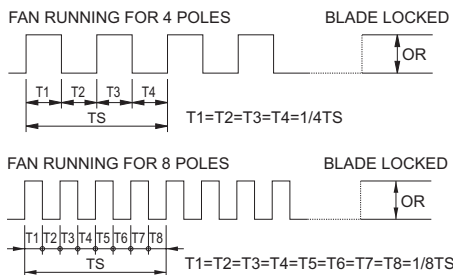 FAN RUNNING FOR 4 POLES BLADE LOCKED
OR
T1 T2 T3 T4
TS T1=T2=T3=T4=1/4TS
FAN RUNNING FOR 8 POLES BLADE LOCKED
OR
T1 T2 T3 T4 T5 T6 T7 T8
TS T1=T2=T3=T4=T5=T6=T7=T8=1/8TS